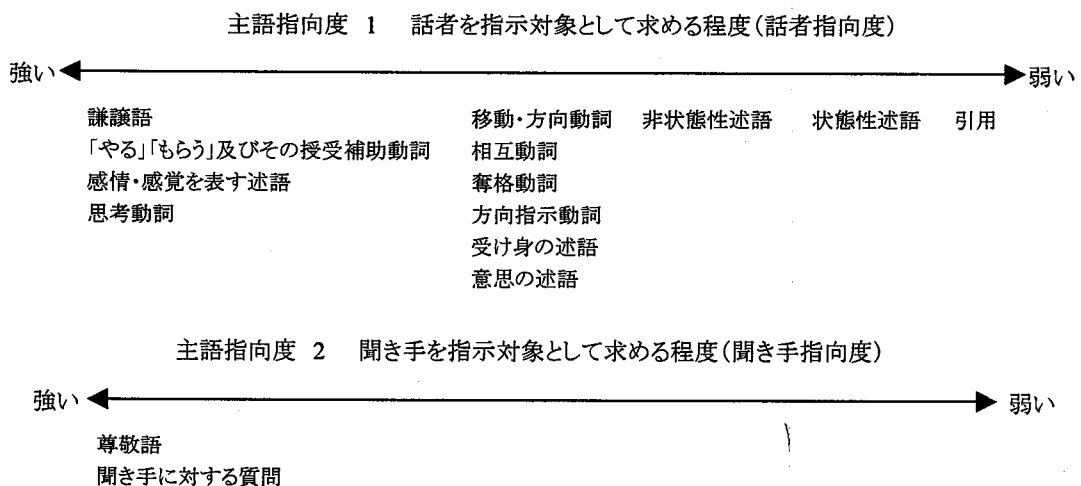 主語指向度 1 話者を指示対象として求める程度(話者指向度)
強い 弱い
謙譲語 移動・方向動詞 非状態性述語 状態性述語 引用
「やる」「もらう」及びその授受補助動詞 相互動詞
感情・感覚を表す述語 奪格動詞
思考動詞 方向指示動詞
受け身の述語
意思の述語
主語指向度 2 聞き手を指示対象として求める程度(聞き手指向度)
強い 弱い
尊敬語
聞き手に対する質問